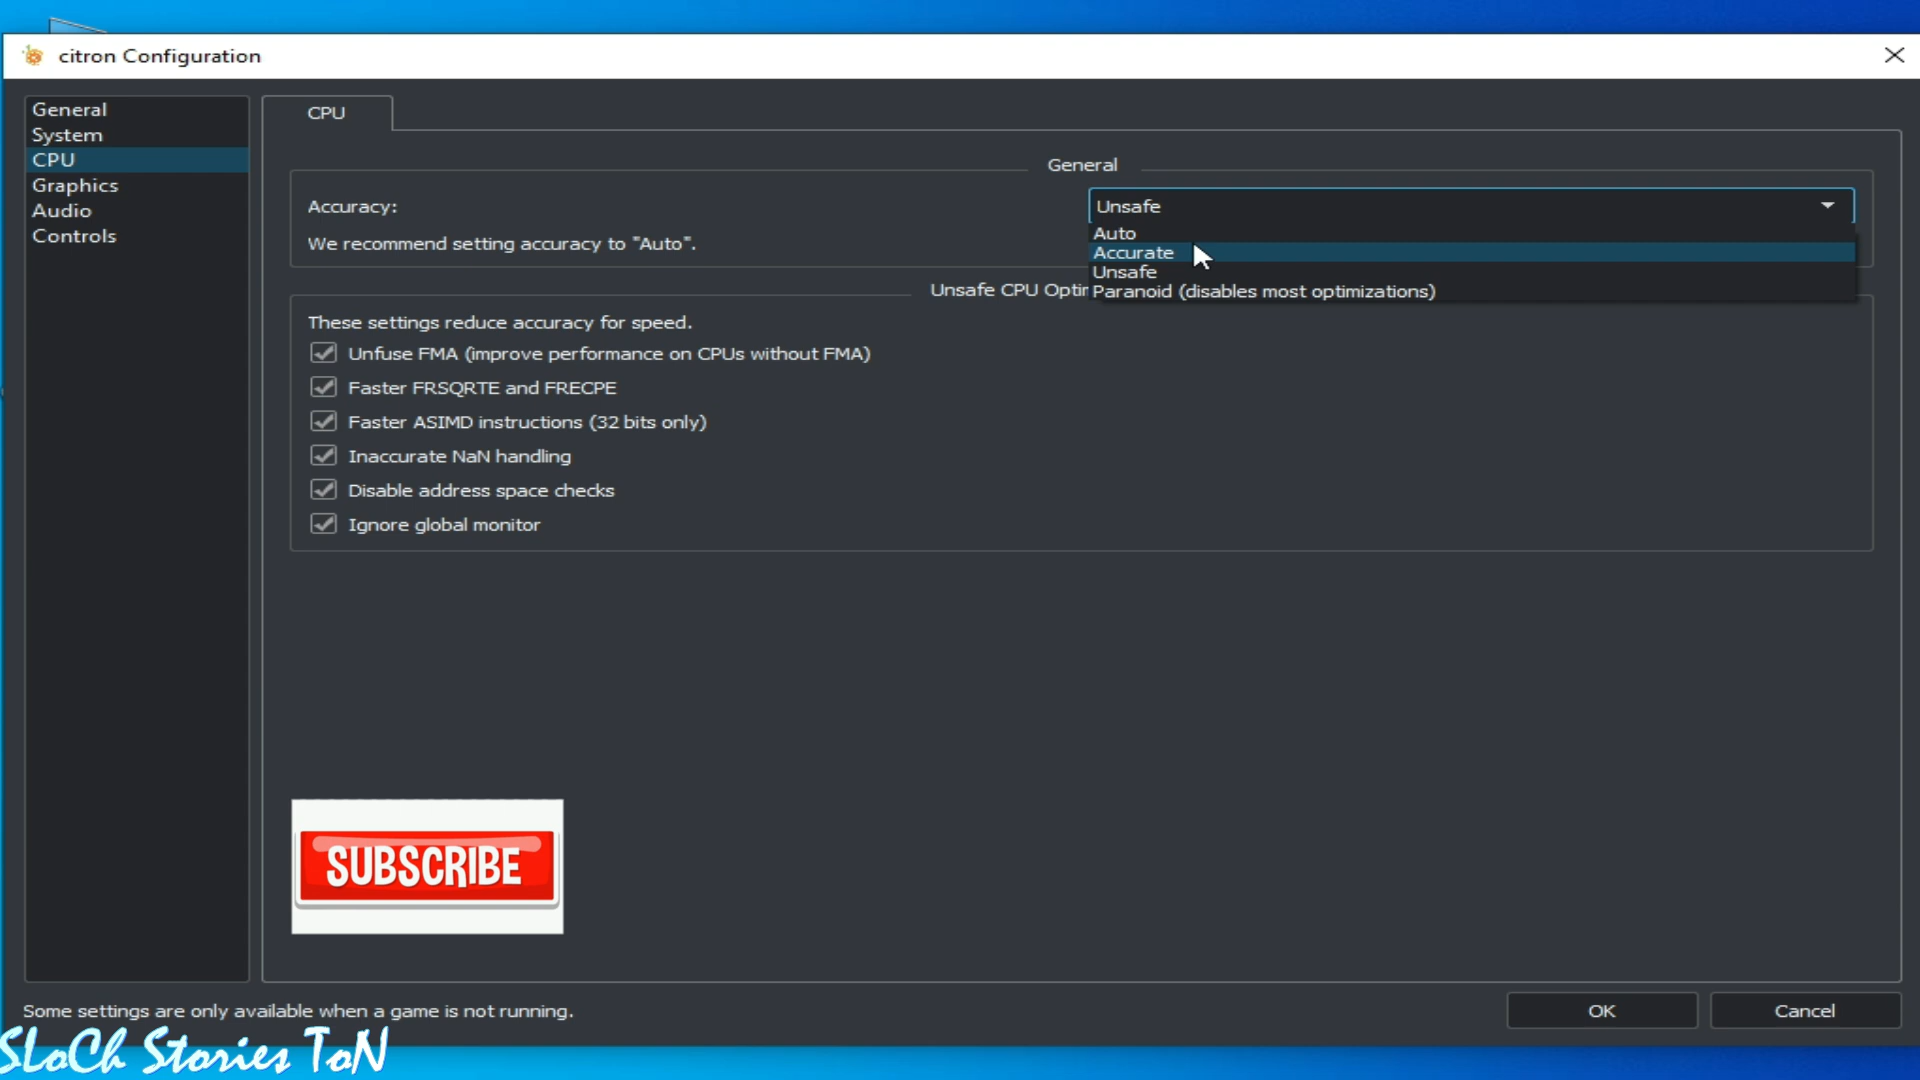 citron Configuration
General
System
CPU
Graphics
Audio
Controls
CPU
General
Accuracy:
Unsafe
We recommend setting accuracy to "Auto".
Auto
Accurate
Unsafe
Paranoid (disables most optimizations)
Unsafe CPU
These settings reduce accuracy for speed.
Unfuse FMA (improve performance on CPUs without FMA)
Faster FRSQRTE and FRECPE
Faster ASIMD instructions (32 bits only)
Inaccurate NaN handling
Disable address space checks
Ignore global monitor
SUBSCRIBE
Some settings are only available when a game is not running.
OK
Cancel
SLoCh Stories ToN